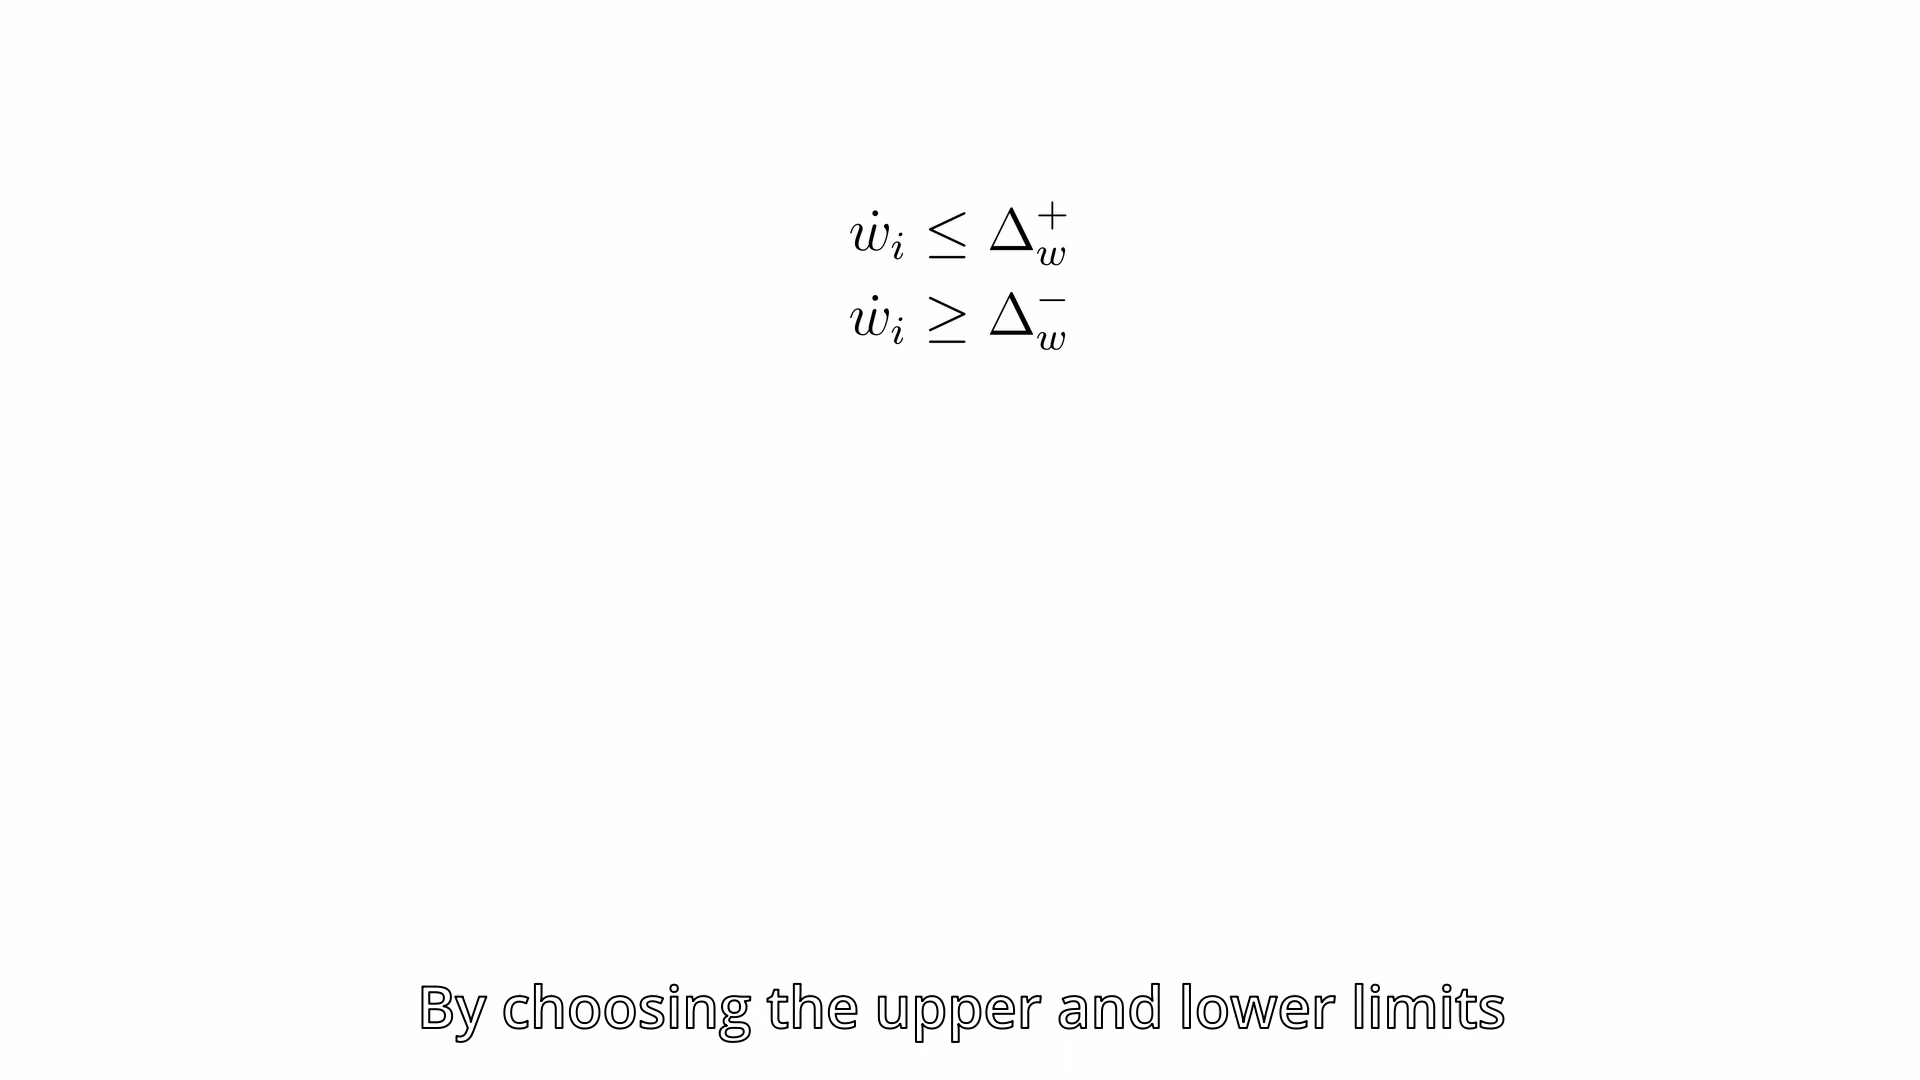 ẇᵢ ≤ Δ_w^+
ẇᵢ ≥ Δ_w^−
By choosing the upper and lower limits